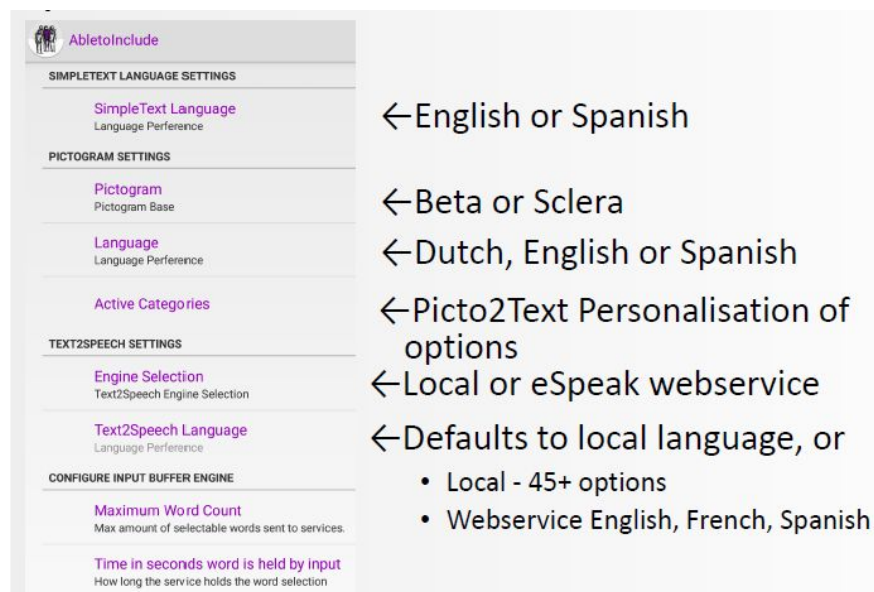 AbletoInclude
SIMPLETEXT LANGUAGE SETTINGS
SimpleText Language
Language Perference
←English or Spanish
PICTOGRAM SETTINGS
Pictogram
Pictogram Base
←Beta or Sclera
Language
Language Perference
←Dutch, English or Spanish
Active Categories
←Picto2Text Personalisation of
options
TEXT2SPEECH SETTINGS
Engine Selection
Text2Speech Engine Selection
←Local or eSpeak webservice
Text2Speech Language
Language Perference
←Defaults to local language, or
• Local - 45+ options
• Webservice English, French, Spanish
CONFIGURE INPUT BUFFER ENGINE
Maximum Word Count
Max amount of selectable words sent to services.
Time in seconds word is held by input
How long the service holds the word selection